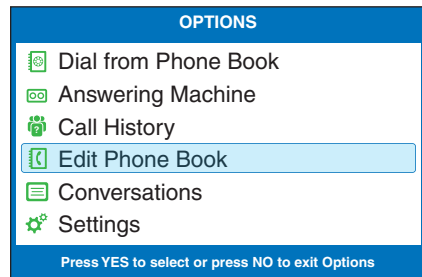 OPTIONS
Dial from Phone Book
Answering Machine
Call History
Edit Phone Book
Conversations
Settings
Press YES to select or press NO to exit Options